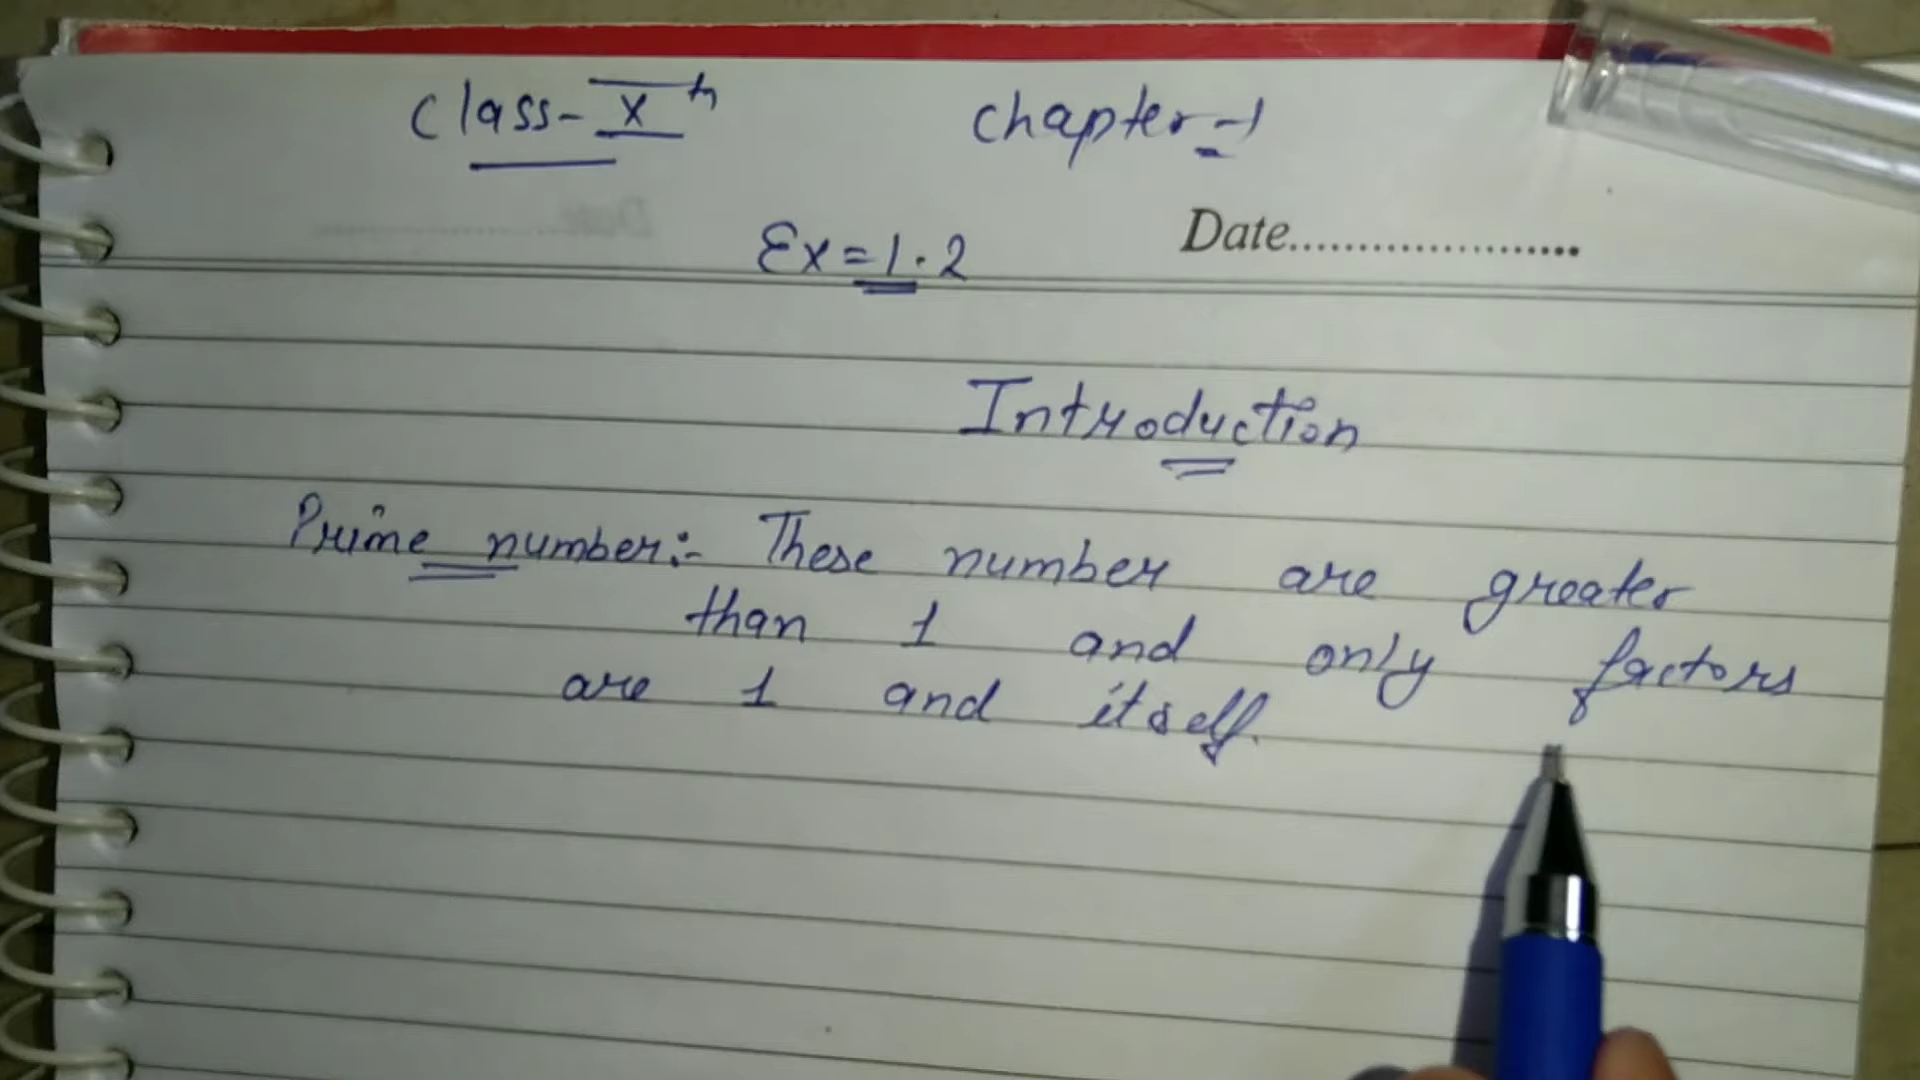 Class- Xth chapter-1
Date.....................
Ex=1.2
Introduction
Prime number:- These number are greater
than 1 and only factors
are 1 and itself.